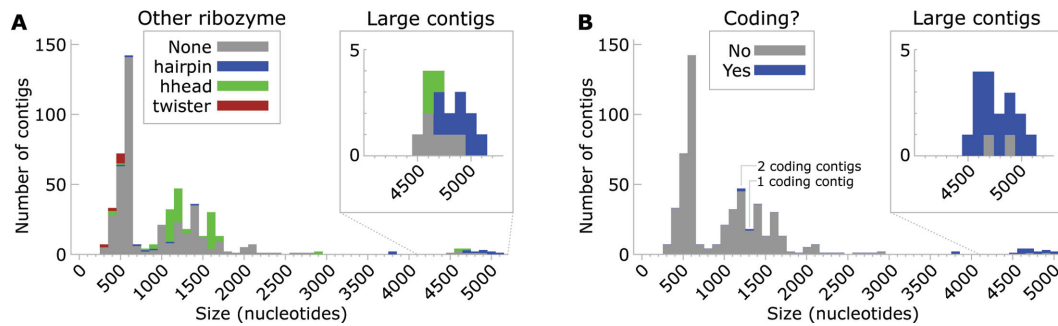 A
Other ribozyme
Large contigs
None
hairpin
hhead
twister
Number of contigs
150
100
50
0
5
0
4500
5000
0
500
1000
1500
2000
2500
3000
3500
4000
4500
5000
Size (nucleotides)
B
Coding?
Large contigs
No
Yes
Number of contigs
150
100
50
0
2 coding contigs
1 coding contig
5
0
4500
5000
0
500
1000
1500
2000
2500
3000
3500
4000
4500
5000
Size (nucleotides)